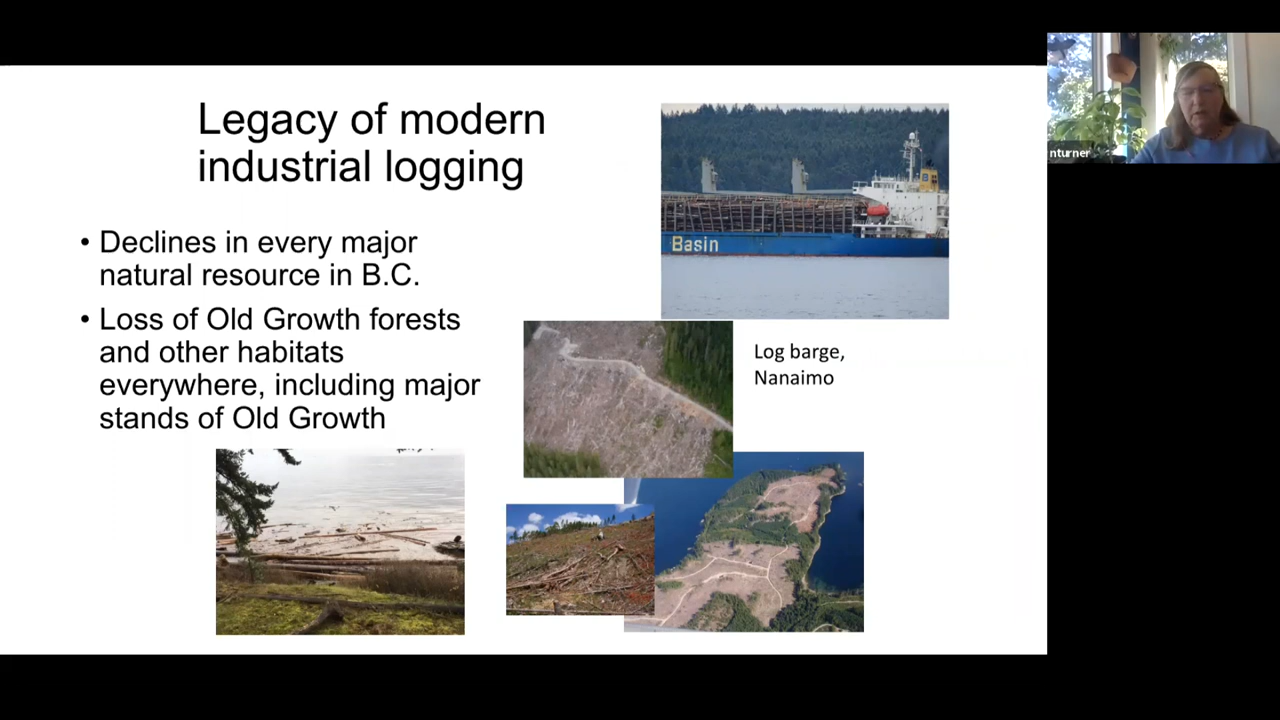 Legacy of modern
industrial logging
• Declines in every major
natural resource in B.C.
• Loss of Old Growth forests
and other habitats
everywhere, including major
stands of Old Growth
Basin
Log barge,
Nanaimo
nturner